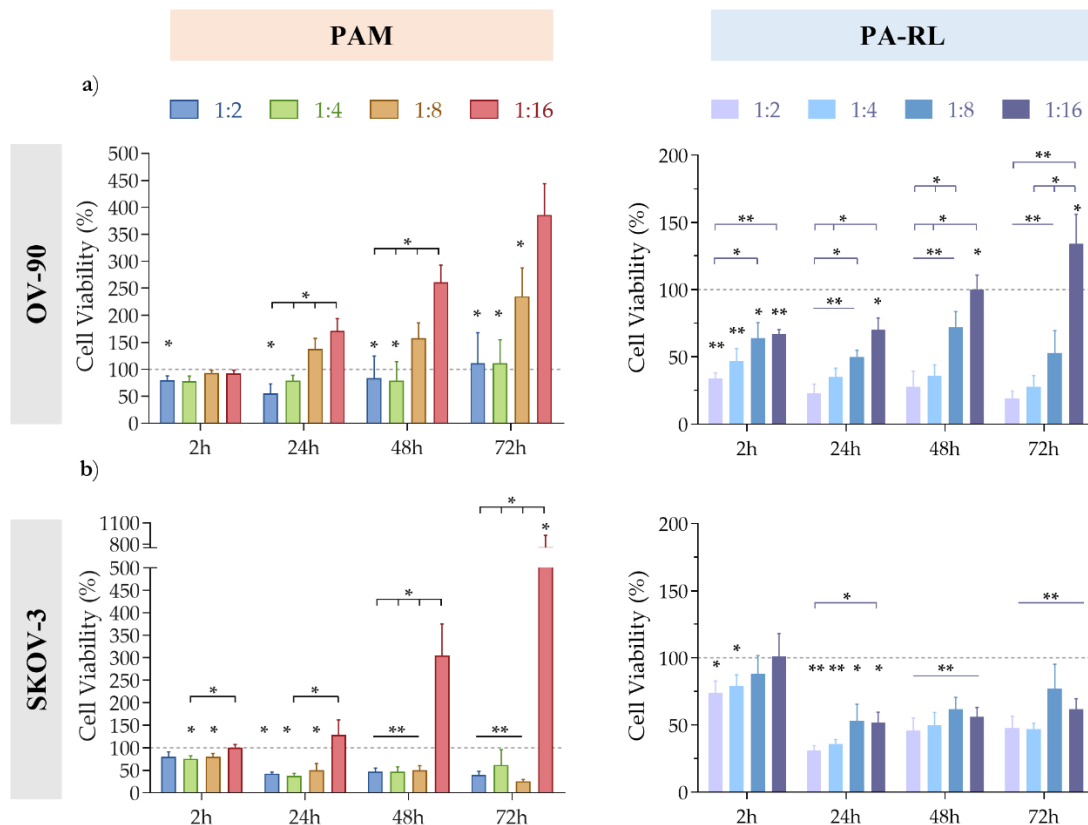 PAM
PA-RL
a)
1:2 1:4 1:8 1:16
1:2 1:4 1:8 1:16
OV-90
Cell Viability (%)
500
450
400
350
300
250
200
150
100
50
0
* * * * * * * * *
2h 24h 48h 72h
Cell Viability (%)
200
150
100
50
0
** * ** ** * ** * * ** * * * ** * * ** * ** *
2h 24h 48h 72h
b)
SKOV-3
Cell Viability (%)
1100
800
500
450
400
350
300
250
200
150
100
50
0
* * * * * * * * ** * * **
2h 24h 48h 72h
Cell Viability (%)
200
150
100
50
0
* * * ** ** * * ** **
2h 24h 48h 72h